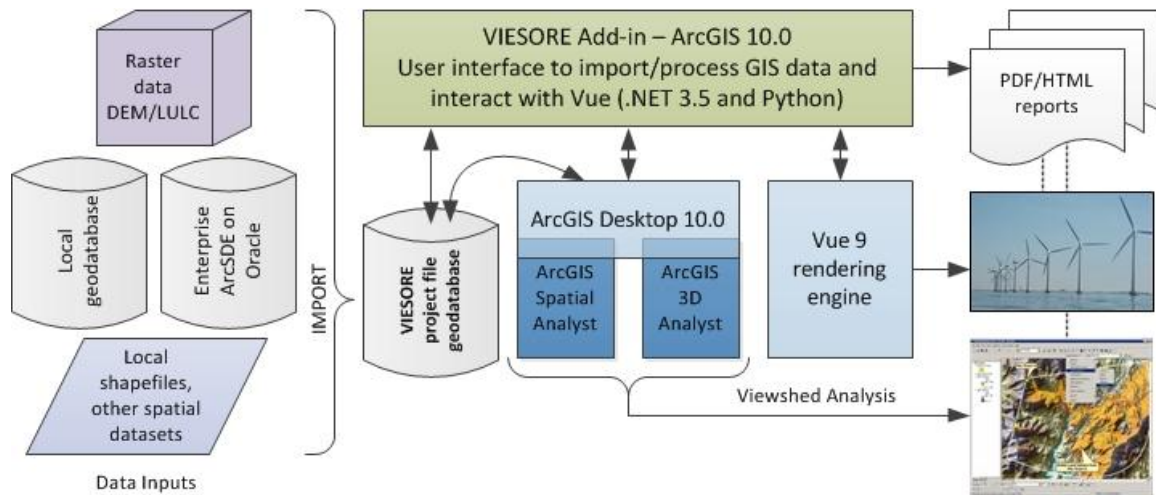 Raster
data
DEM/LULC
Local
geodatabase
Enterprise
ArcSDE on
Oracle
Local
shapefiles,
other spatial
datasets
Data Inputs
IMPORT
VIESORE Add-in – ArcGIS 10.0
User interface to import/process GIS data and
interact with Vue (.NET 3.5 and Python)
VIESORE
project file
geodatabase
ArcGIS Desktop 10.0
ArcGIS
Spatial
Analyst
ArcGIS
3D
Analyst
Vue 9
rendering
engine
Viewshed Analysis
PDF/HTML
reports